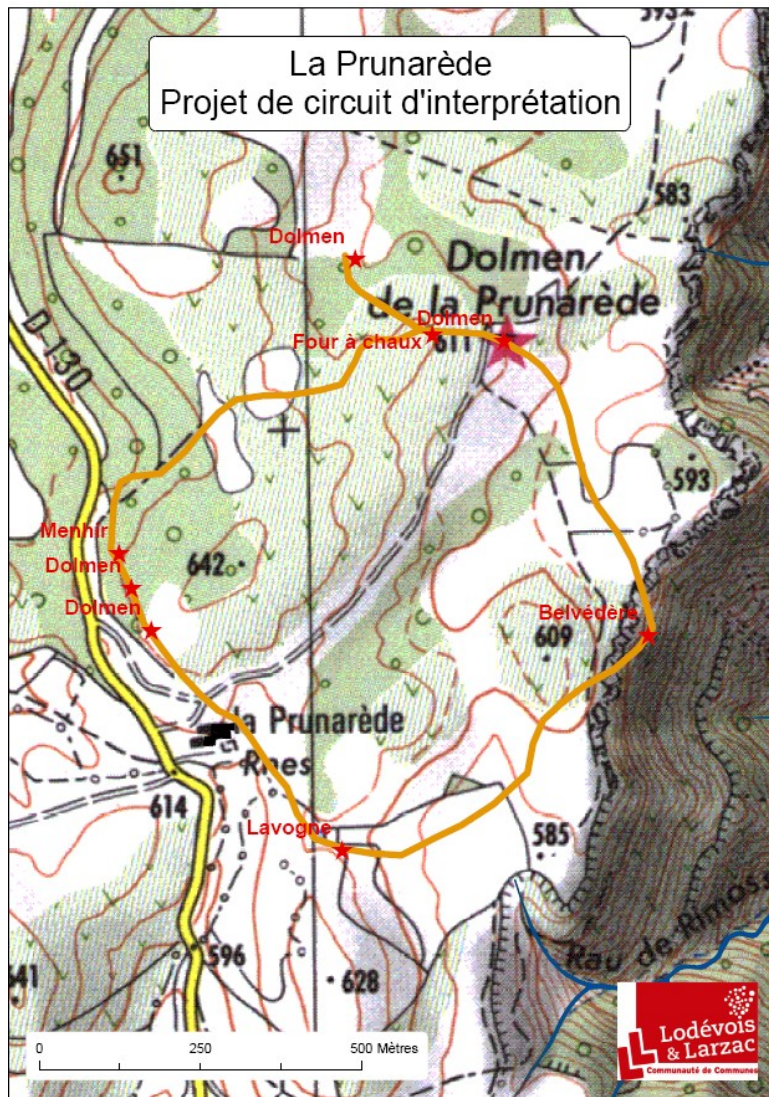 593
La Prunarède
Projet de circuit d'interprétation
651
583
Dolmen
Dolmen
de la Prunarède
Dolmen
Four à chaux
611
D 130
593
Menhir
642
Dolmen
Dolmen
Belvédère
609
la Prunarède
Rnes
614
Lavogne
585
596
Rau de Rimoss
641
628
0
250
500 Mètres
Lodévois
& Larzac
Communauté de Communes